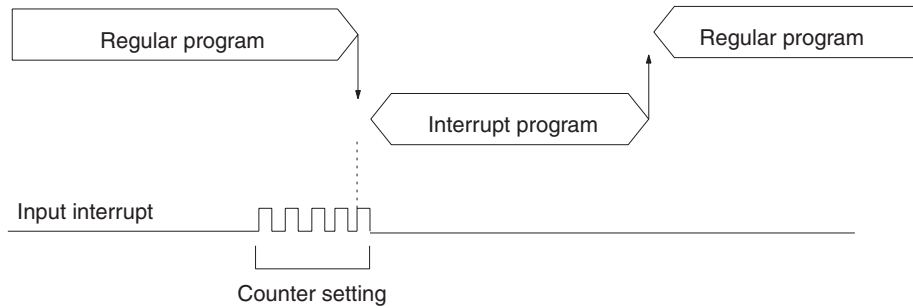 Regular program
Regular program
Interrupt program
Input interrupt
Counter setting